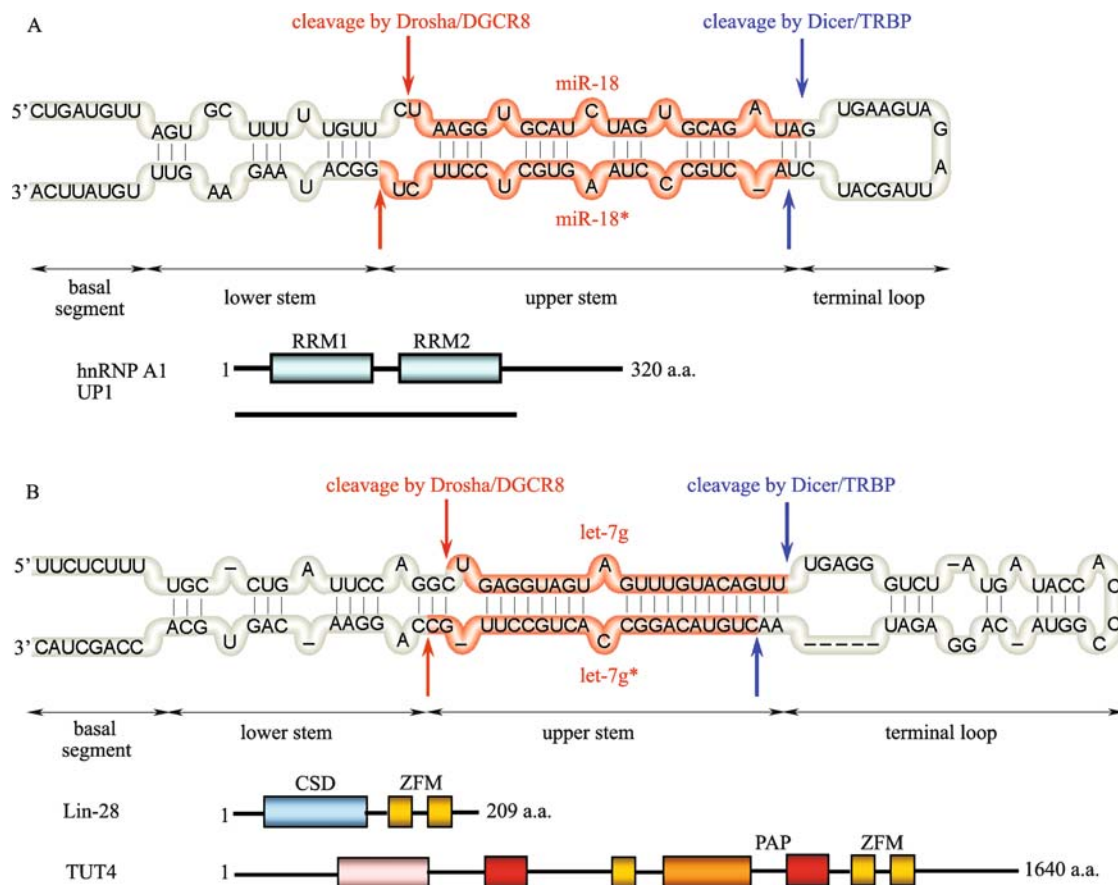 A
cleavage by Drosha/DGCR8
cleavage by Dicer/TRBP
miR-18
5' CUGAUGUU AGU GC UUU U UGUU CU AAGG U GCAU C UAG U GCAG A UAG UGAAGUA G
3' ACUUAUGU UUG AA GAA U ACGG CU UUCC U CGUG A AUC C CGUC _ AUC UUAGCAU A
miR-18*
basal segment
lower stem
upper stem
terminal loop
hnRNP A1
UP1
1
RRM1
RRM2
320 a.a.
B
cleavage by Drosha/DGCR8
cleavage by Dicer/TRBP
let-7g
5' UUCUCUUU UGC – CUG A UUCC A GGC U GAGGUAGU A GUUUGUACAGUU UGAGG GUCU –A UG A UACC A C
3' CAUCGACC ACG U GAC – AAGG A CCG – UUCCGUCA C CGGACAUGUCAA – – – – – AGAU GG AC – AUGG C C
let-7g*
basal segment
lower stem
upper stem
terminal loop
Lin-28
1
CSD
ZFM
209 a.a.
TUT4
1
PAP
ZFM
1640 a.a.